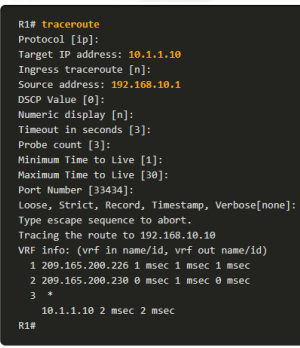 R1# traceroute
Protocol [ip]:
Target IP address: 10.1.1.10
Ingress traceroute [n]:
Source address: 192.168.10.1
DSCP Value [0]:
Numeric display [n]:
Timeout in seconds [3]:
Probe count [3]:
Minimum Time to Live [1]:
Maximum Time to Live [30]:
Port Number [33434]:
Loose, Strict, Record, Timestamp, Verbose[none]:
Type escape sequence to abort.
Tracing the route to 192.168.10.10
VRF info: (vrf in name/id, vrf out name/id)
1 209.165.200.226 1 msec 1 msec 1 msec
2 209.165.200.230 0 msec 1 msec 0 msec
3 *
10.1.1.10 2 msec 2 msec
R1#